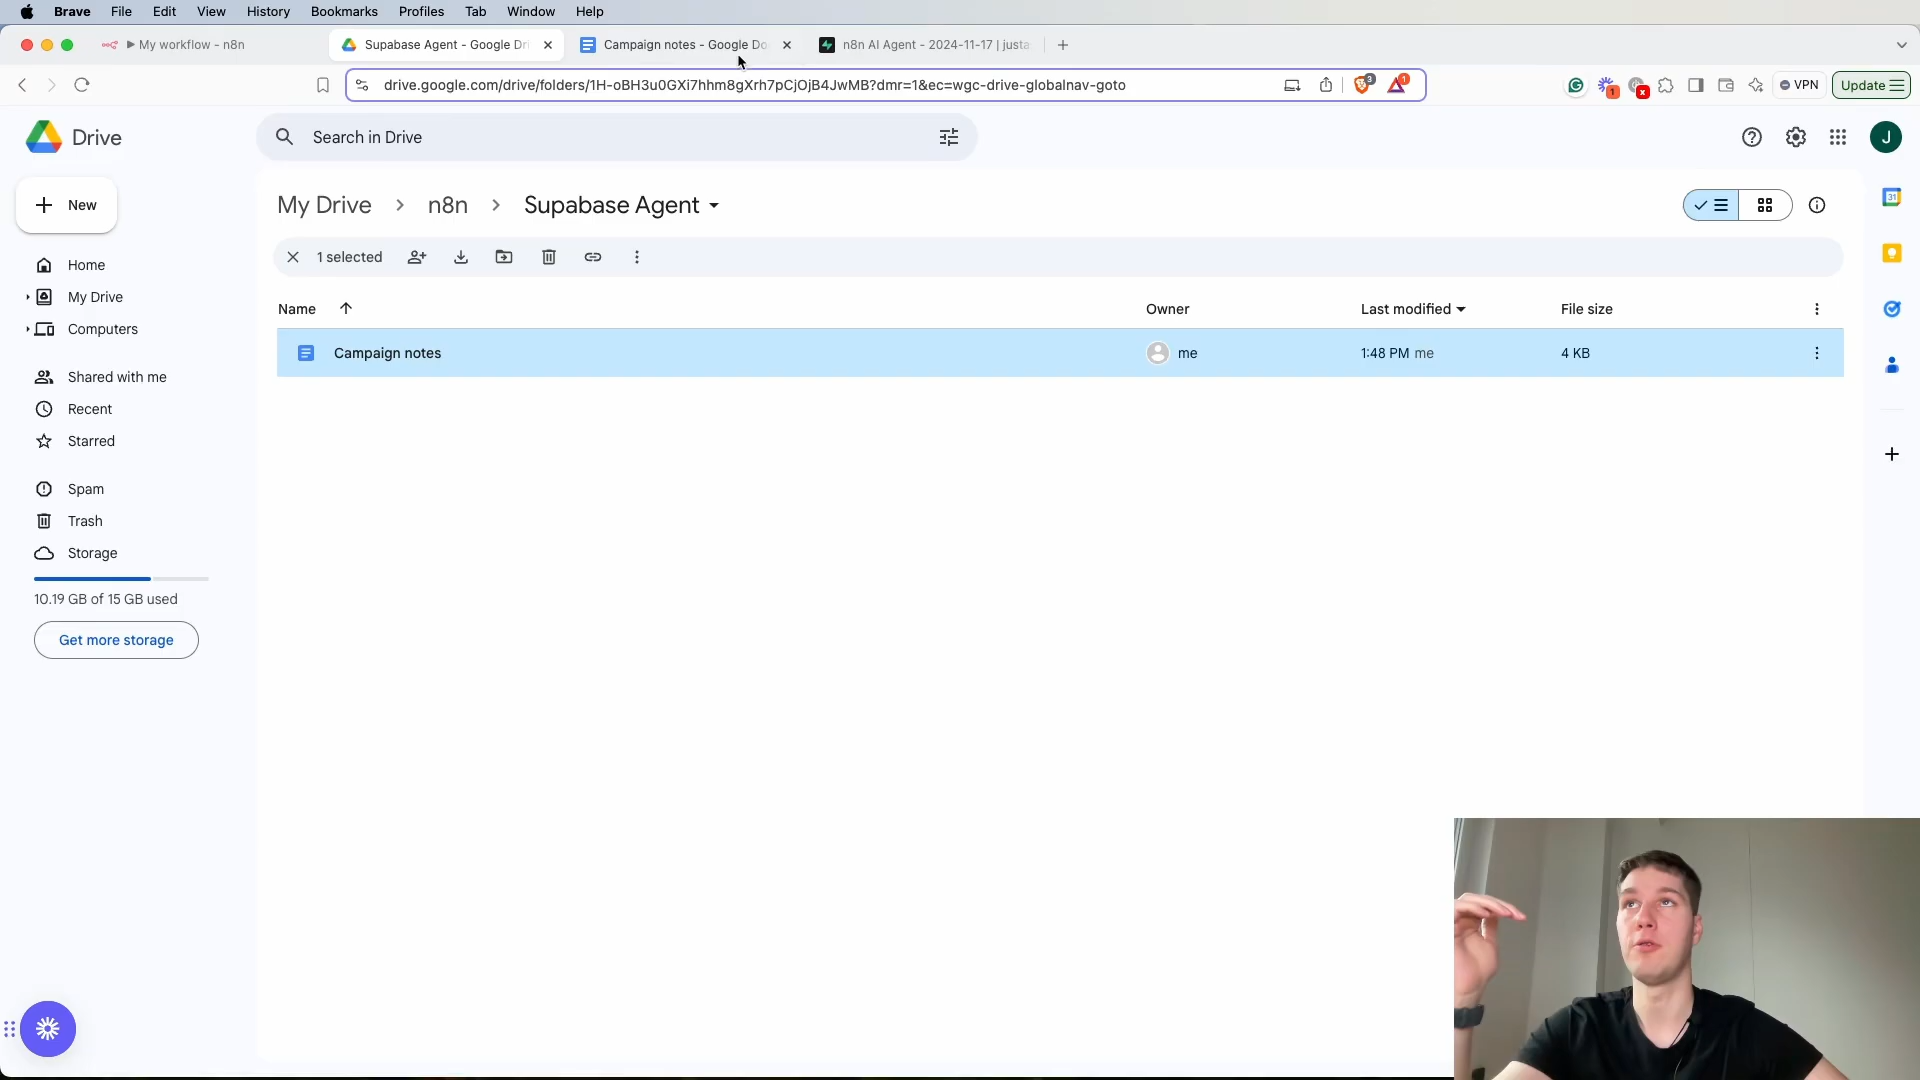 Brave File Edit View History Bookmarks Profiles Tab Window Help
My workflow - n8n
Supabase Agent - Google Dri
Campaign notes - Google Do
n8n AI Agent - 2024-11-17 | justa
drive.google.com/drive/folders/1H-oBH3u0GXi7hhm8gXrh7pCjOjB4JwMB?dmr=1&ec=wgc-drive-globalnav-goto
3
1
1
x
VPN
Update
Drive
Search in Drive
J
New
My Drive > n8n > Supabase Agent
31
1 selected
Home
My Drive
Computers
Shared with me
Recent
Starred
Spam
Trash
Storage
10.19 GB of 15 GB used
Get more storage
Name Owner Last modified File size
Campaign notes me 1:48 PM me 4 KB